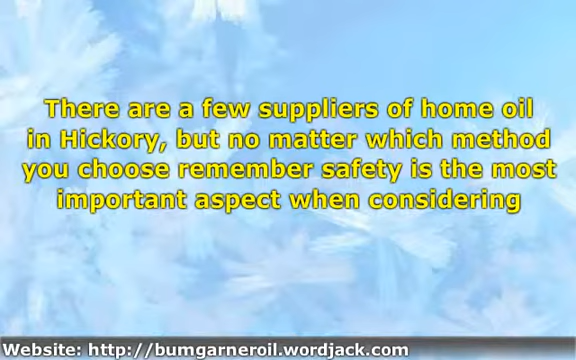 There are a few suppliers of home oil
in Hickory, but no matter which method
you choose remember safety is the most
important aspect when considering
Website: http://bumgarneroil.wordjack.com